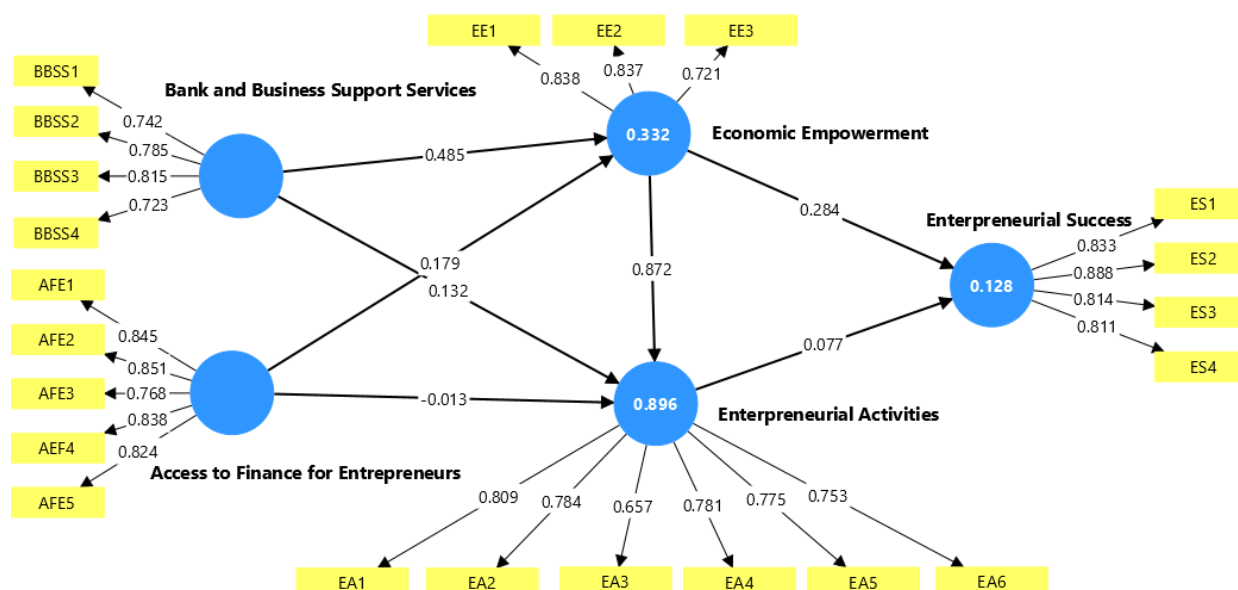 EE1
EE2
EE3
BBSS1
Bank and Business Support Services
0.838
0.837
0.721
0.742
BBSS2
0.785
0.332
Economic Empowerment
0.485
BBSS3
0.815
0.723
BBSS4
0.284
Enterpreneurial Success
ES1
0.833
0.179
0.872
ES2
0.888
AFE1
0.132
0.128
0.814
ES3
0.845
0.811
AFE2
0.077
0.851
ES4
AFE3
0.768
-0.013
0.896
Enterpreneurial Activities
0.838
AEF4
0.824
Access to Finance for Entrepreneurs
AFE5
0.809
0.784
0.657
0.781
0.775
0.753
EA1
EA2
EA3
EA4
EA5
EA6